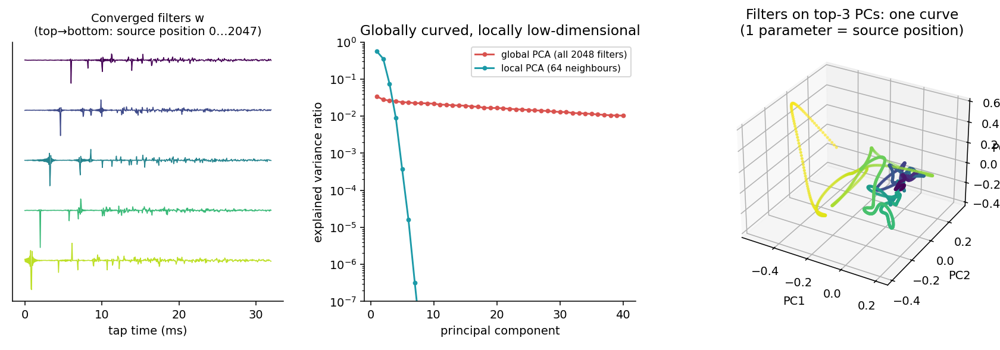 Converged filters w
(top→bottom: source position 0...2047)
0
10
20
30
tap time (ms)
Globally curved, locally low-dimensional
global PCA (all 2048 filters)
local PCA (64 neighbours)
10⁰
10⁻¹
10⁻²
10⁻³
10⁻⁴
10⁻⁵
10⁻⁶
10⁻⁷
explained variance ratio
0
10
20
30
40
principal component
Filters on top-3 PCs: one curve
(1 parameter = source position)
0.6
0.4
0.2
0.0
−0.2
−0.4
0.2
0.0
−0.2
−0.4
PC2
−0.4
−0.2
0.0
0.2
PC1